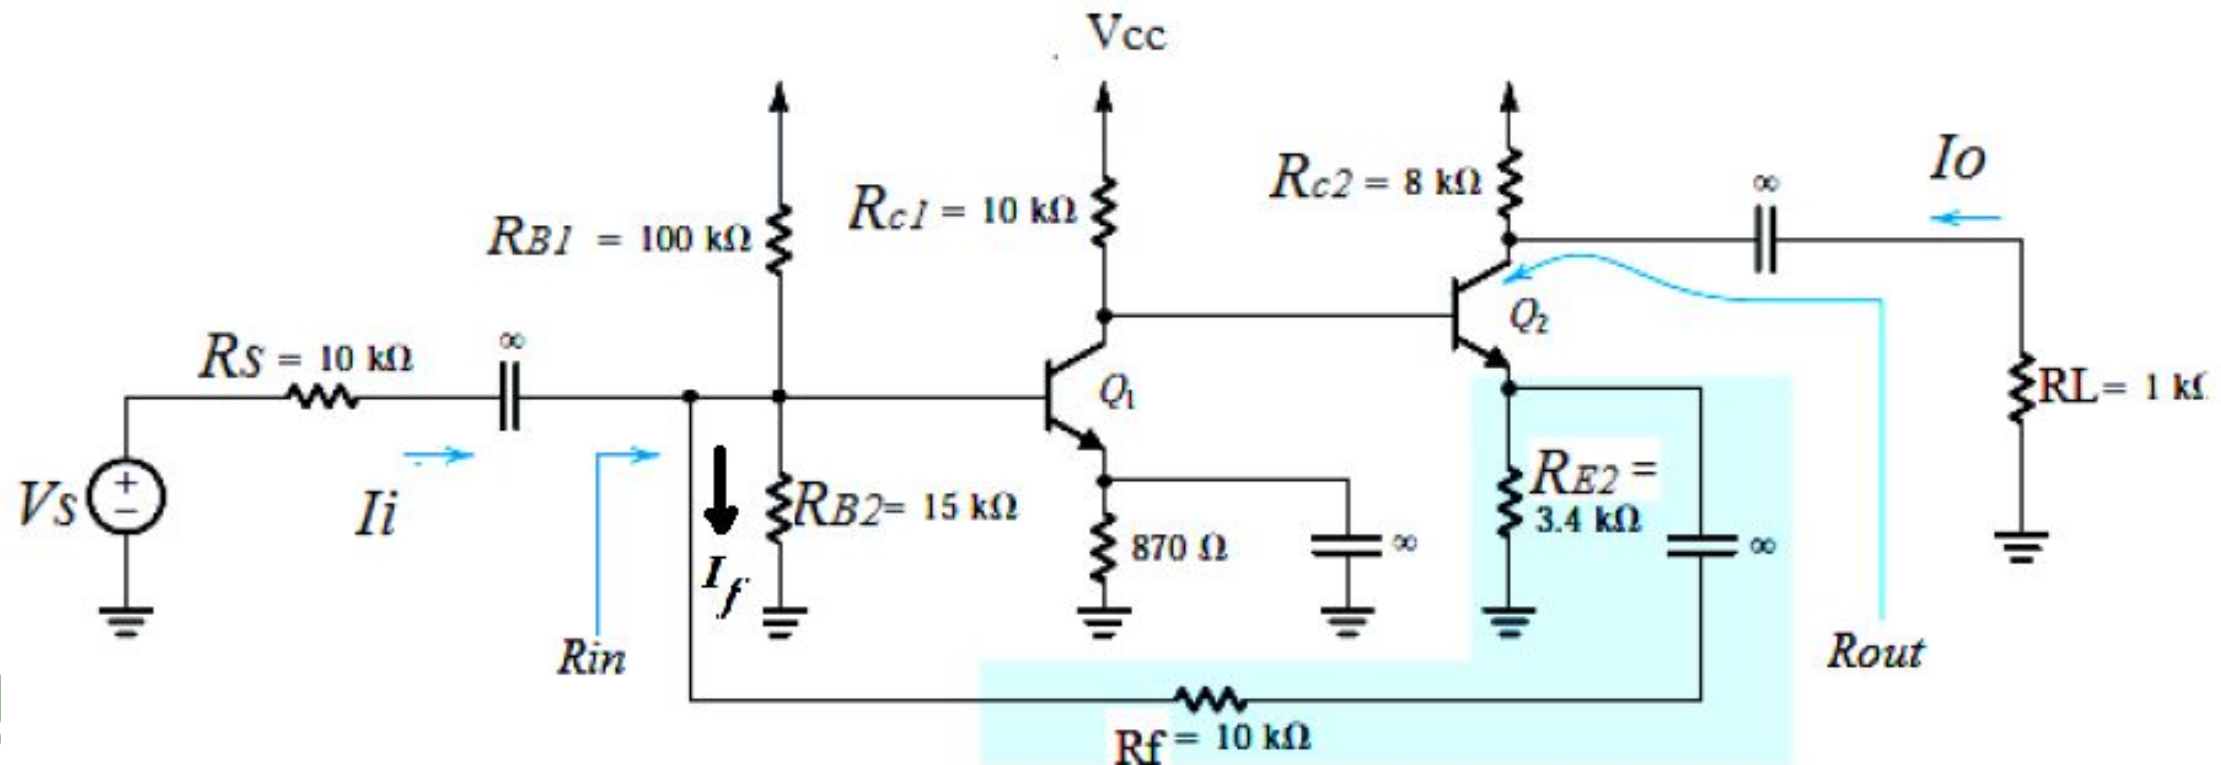 Vcc
Rc2 = 8 kΩ
Io
∞
Rc1 = 10 kΩ
RB1 = 100 kΩ
Q2
Rs = 10 kΩ
∞
Q1
RL= 1 k
Vs
Ii
RB2= 15 kΩ
RE2 =
3.4 kΩ
870 Ω
∞
∞
If
Rin
Rout
Rf = 10 kΩ